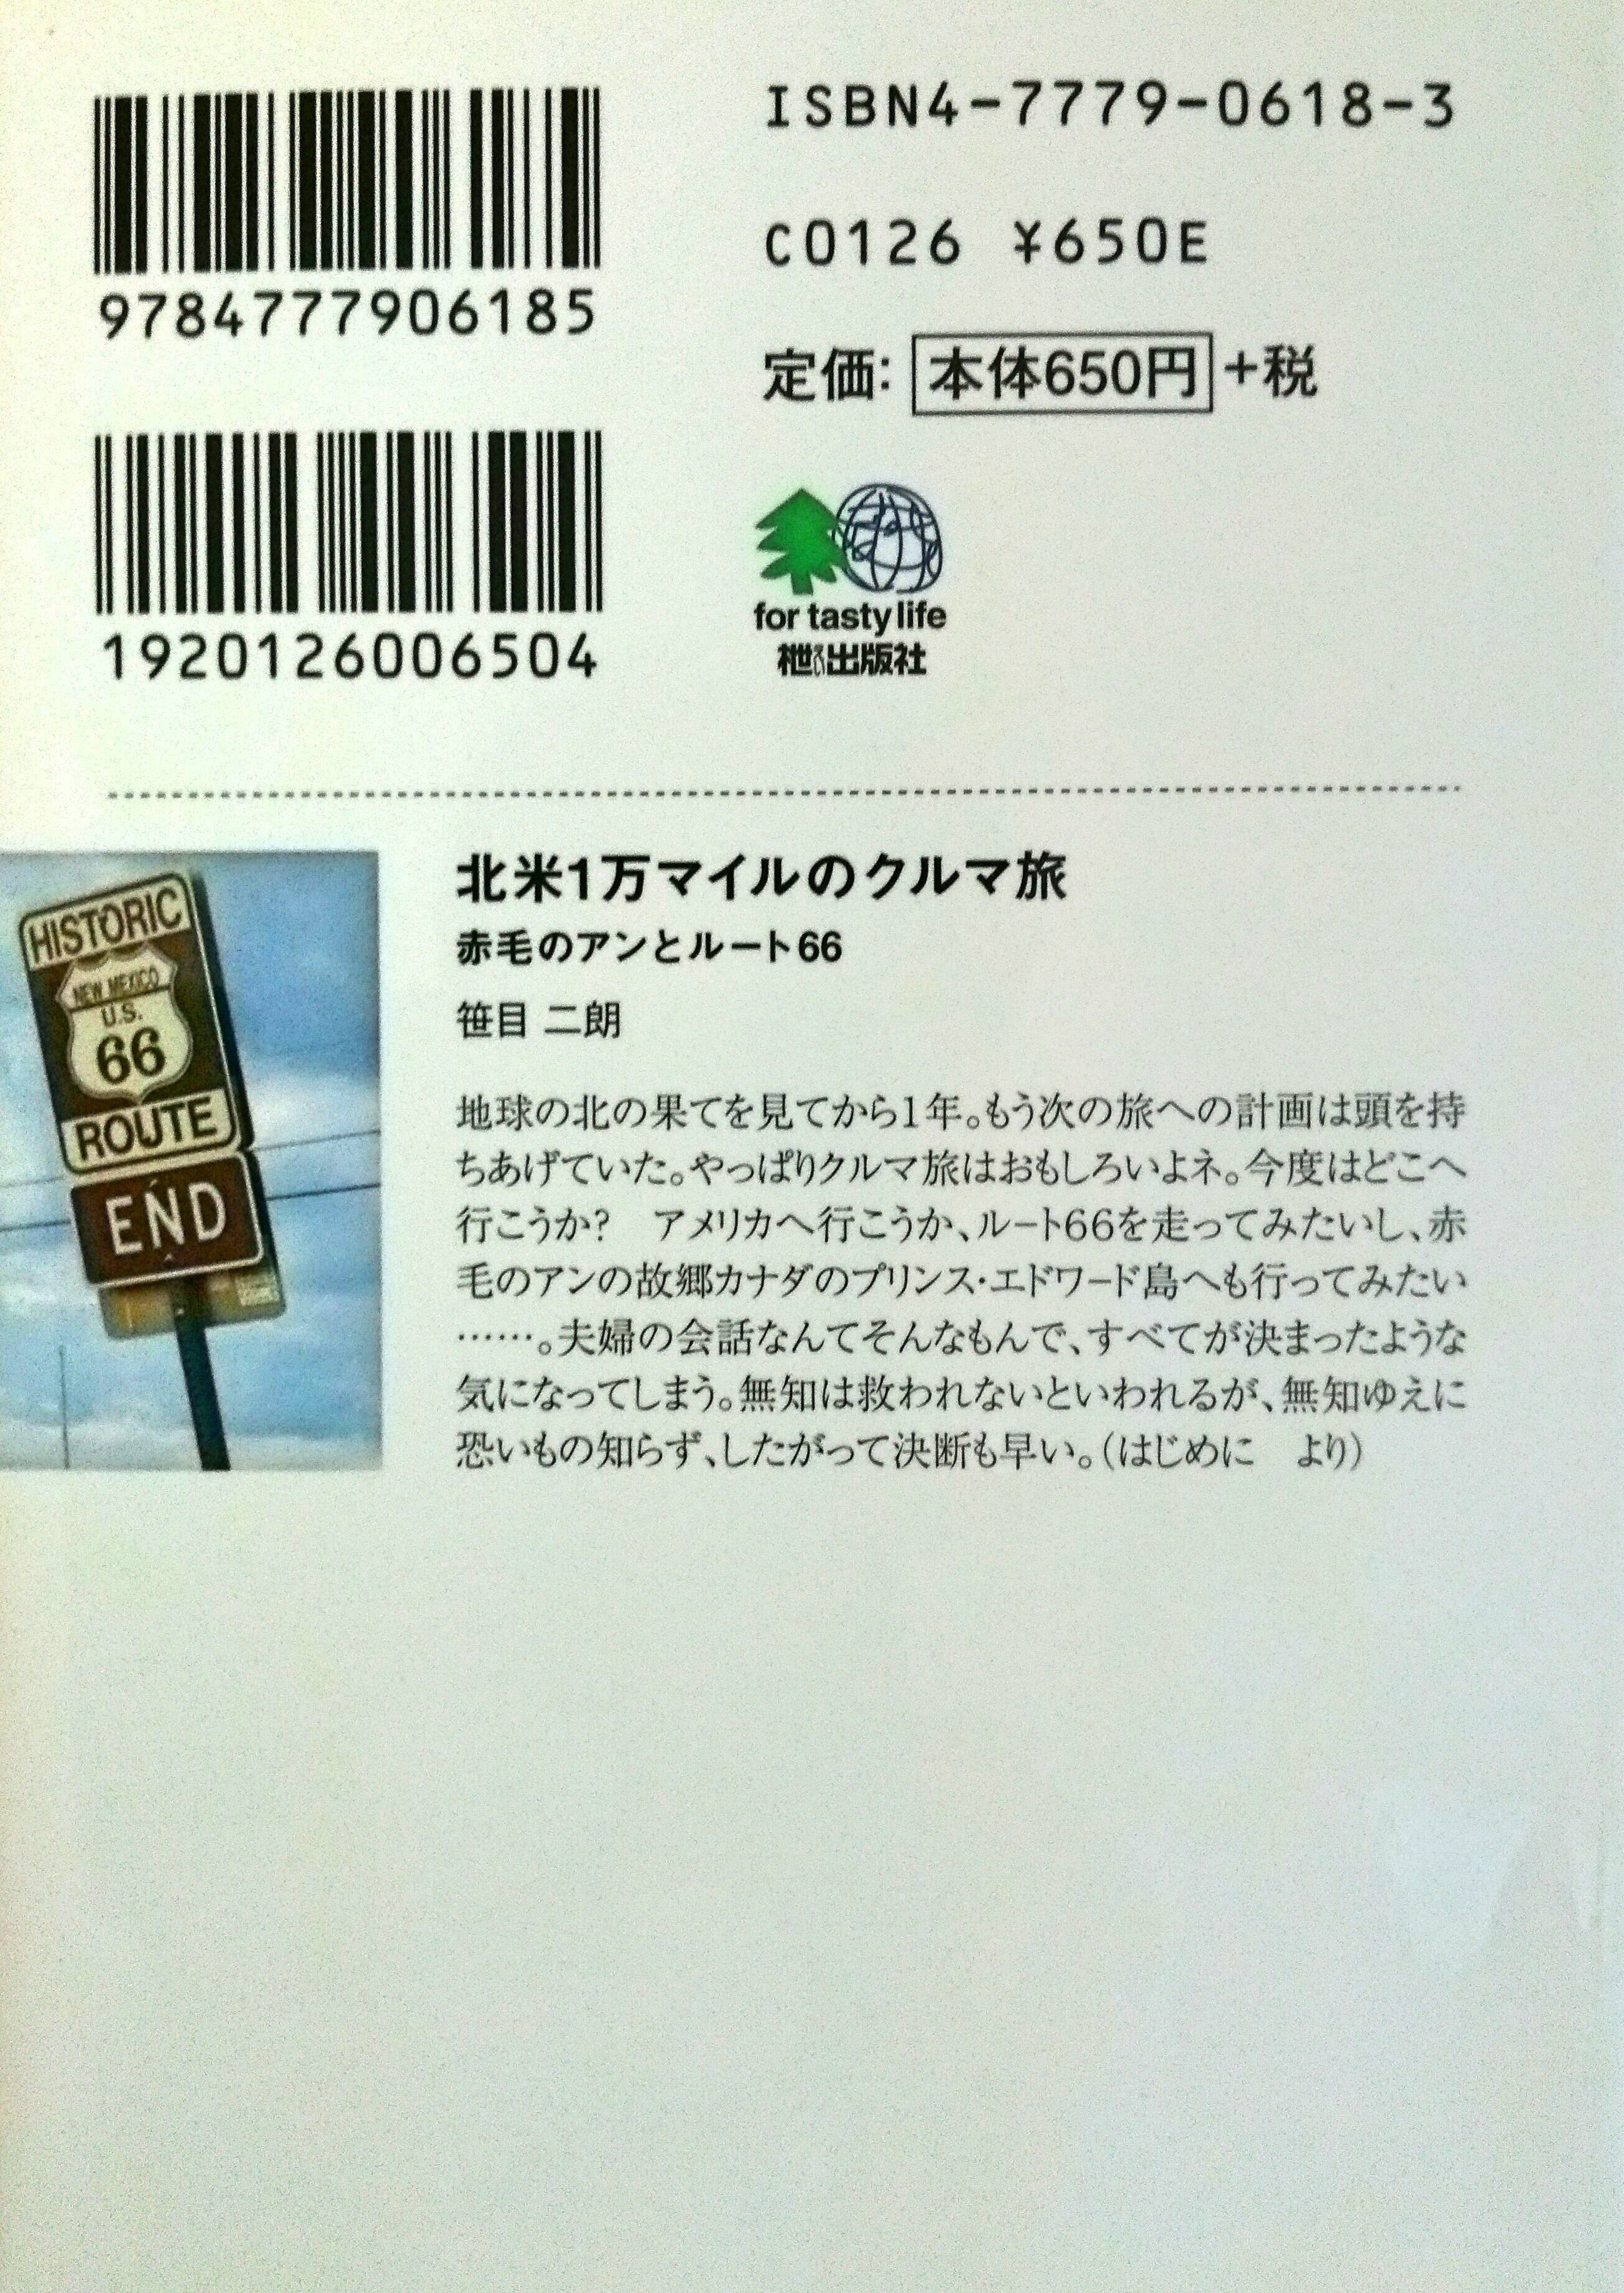 ISBN4-7779-0618-3
9784777906185
C0126 ¥650E
定価: 本体650円+税
1920126006504
for tasty life
枻出版社
北米1万マイルのクルマ旅
赤毛のアンとルート66
笹目 二朗
地球の北の果てを見てから1年。もう次の旅への計画は頭を持
ちあげていた。やっぱりクルマ旅はおもしろいよネ。今度はどこへ
行こうか?　アメリカへ行こうか、ルート66を走ってみたいし、赤
毛のアンの故郷カナダのプリンス・エドワード島へも行ってみたい
……。夫婦の会話なんてそんなもんで、すべてが決まったような
気になってしまう。無知は救われないといわれるが、無知ゆえに
恐いもの知らず、したがって決断も早い。(はじめに　より)
HISTORIC
NEW MEXICO
U.S.
66
ROUTE
END